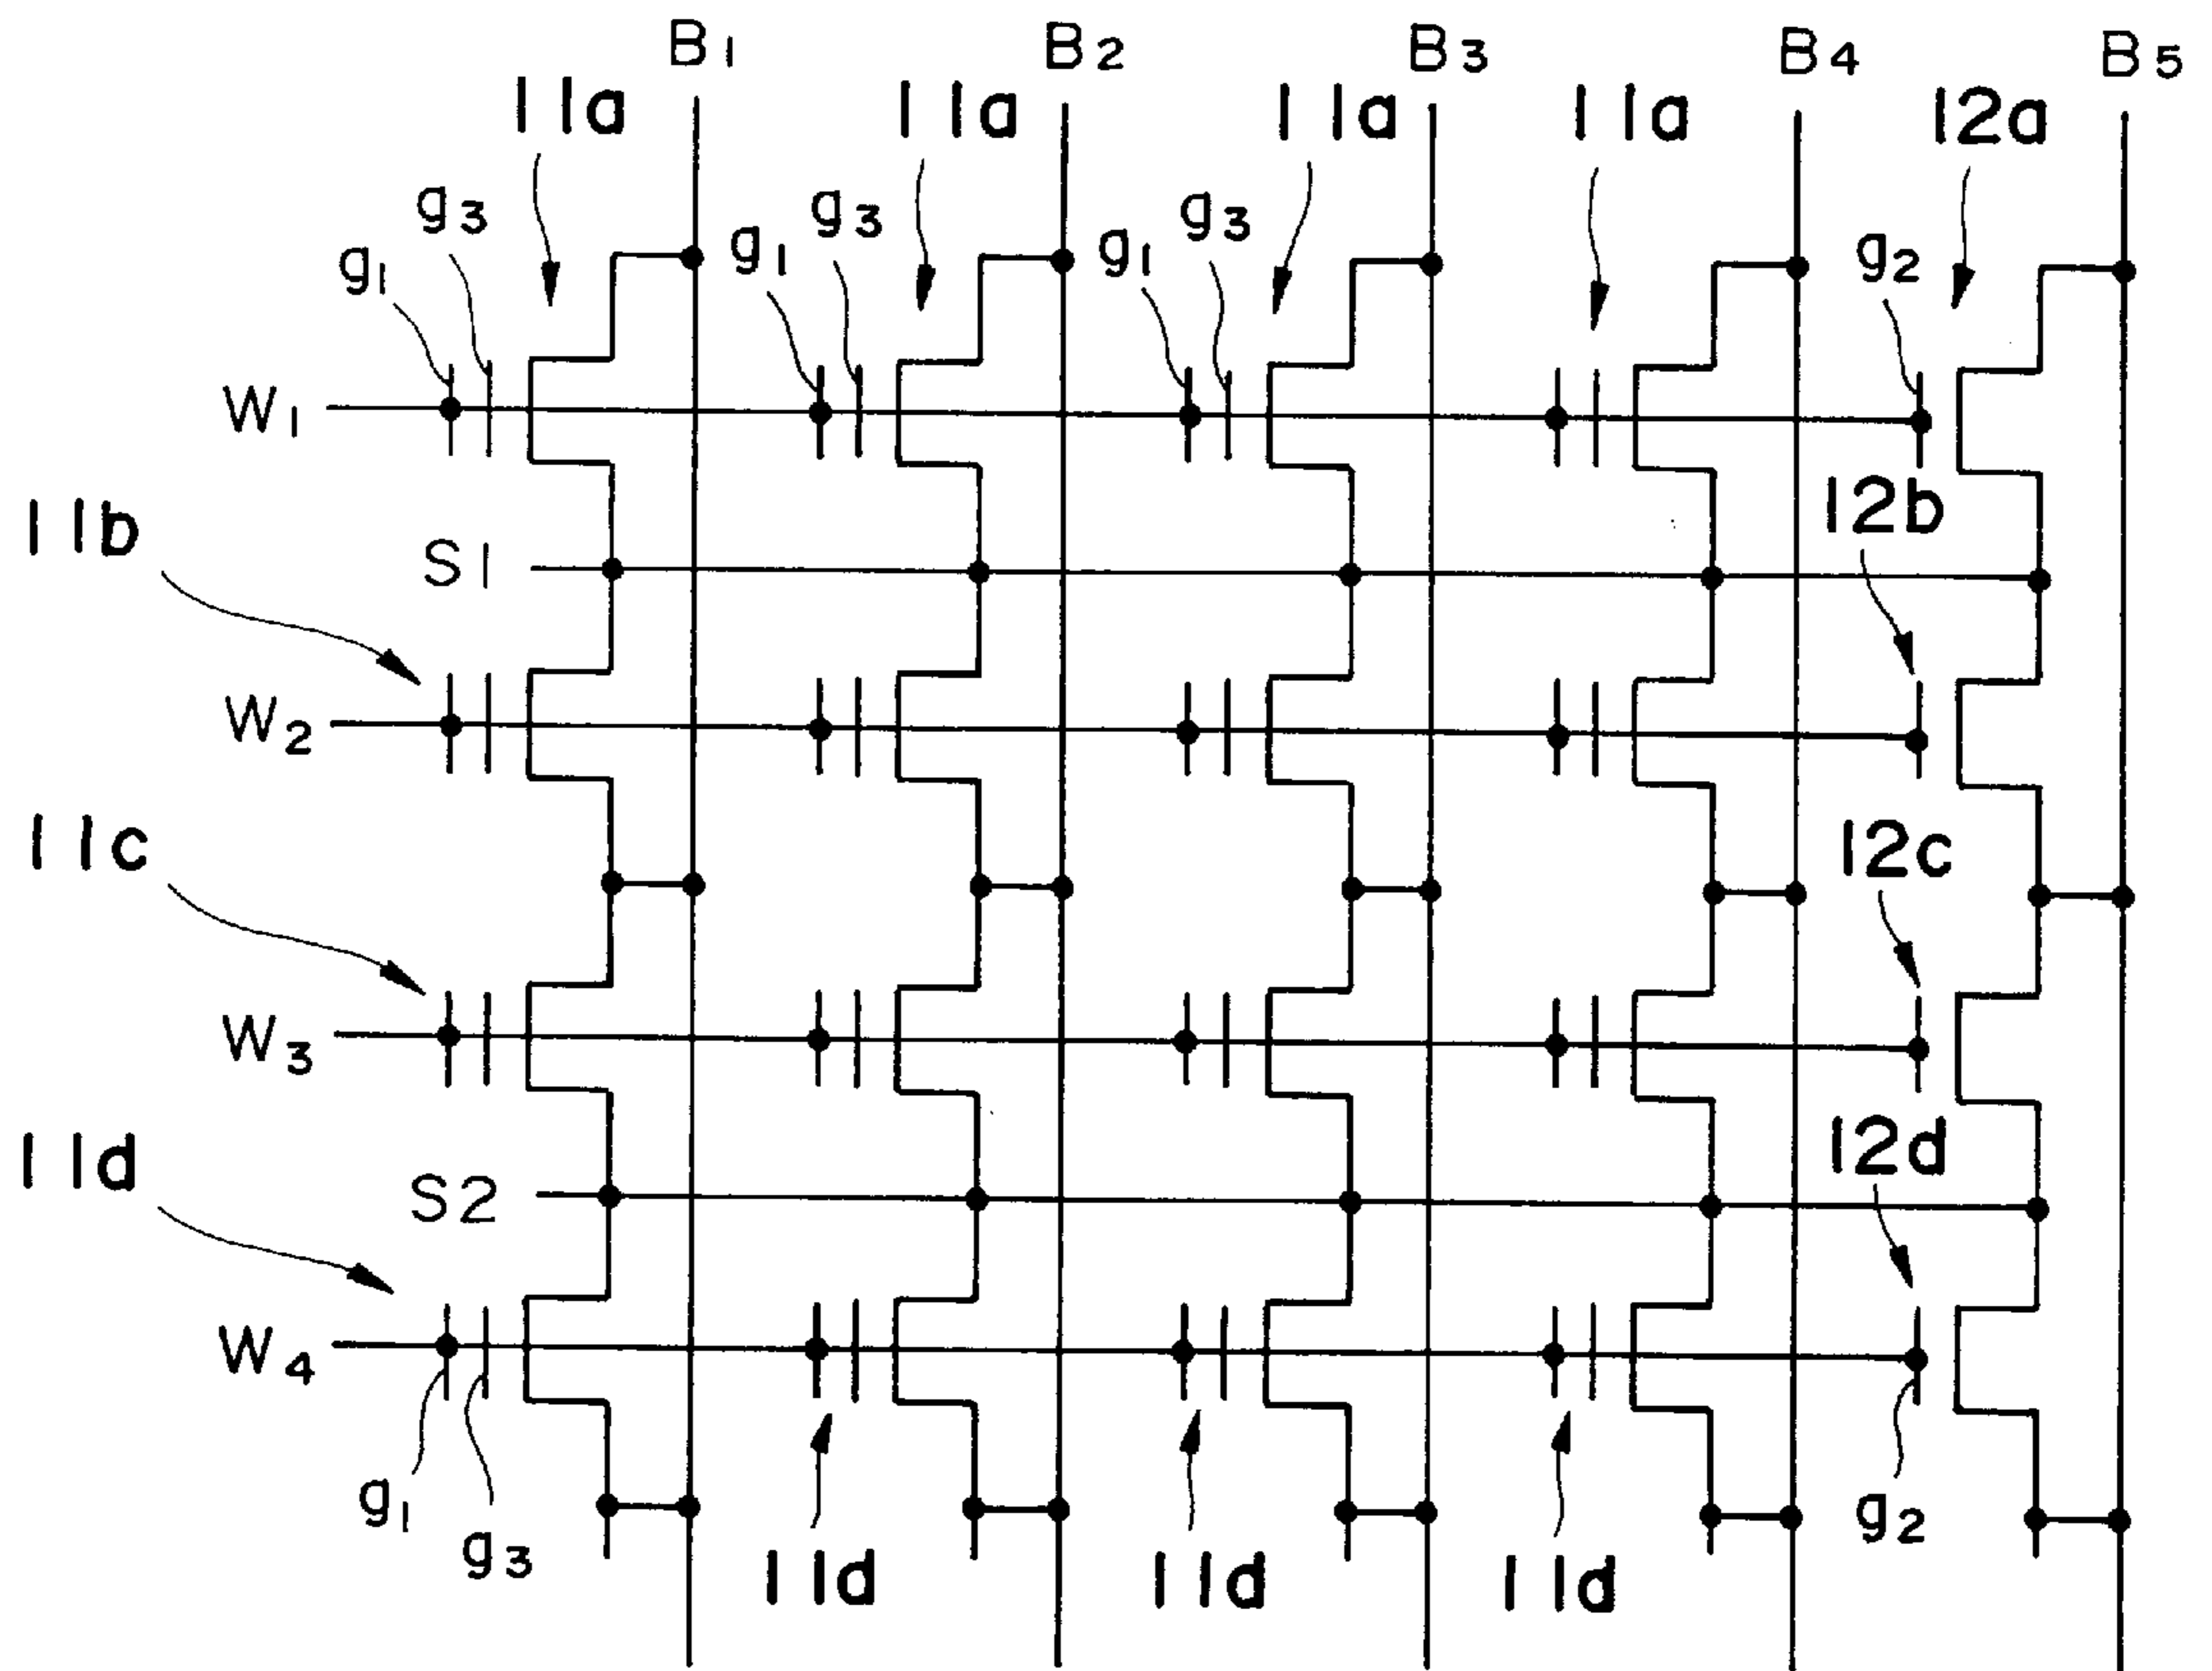 B1 B2 B3 B4 B5
11a 11a 11a 11a 12a
g3 g3 g3
g1 g1 g1 g2
W1
12b
11b
S1
W2
11c 12c
W3
12d
11d
S2
W4
g1 g2
g3
11d 11d 11d